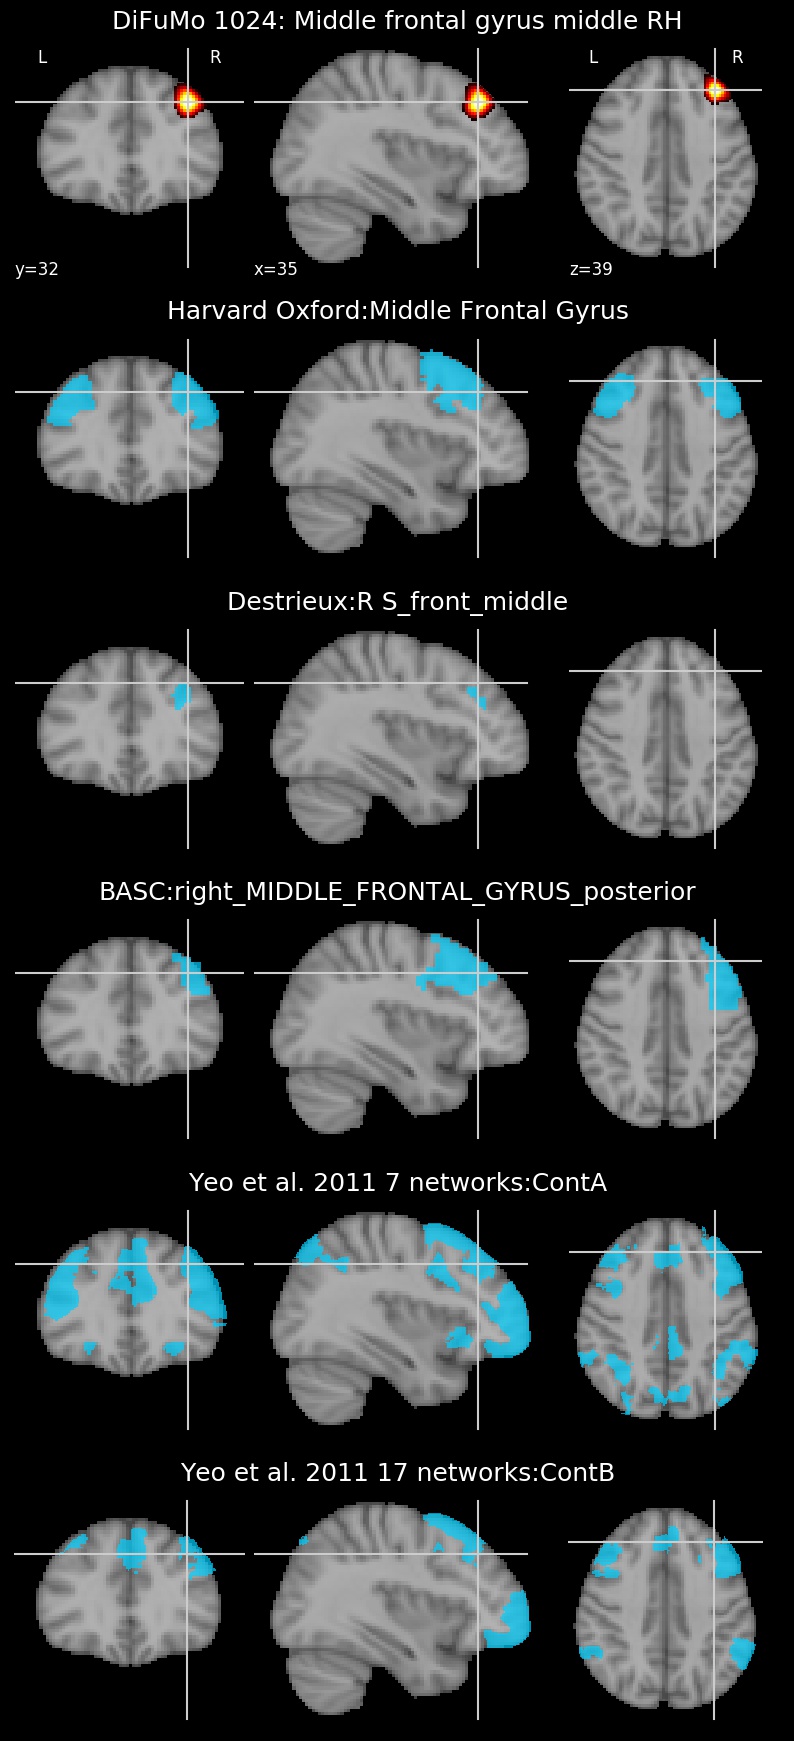 DiFuMo 1024: Middle frontal gyrus middle RH
L R L R
y=32 x=35 z=39
Harvard Oxford:Middle Frontal Gyrus
Destrieux:R S_front_middle
BASC:right_MIDDLE_FRONTAL_GYRUS_posterior
Yeo et al. 2011 7 networks:ContA
Yeo et al. 2011 17 networks:ContB